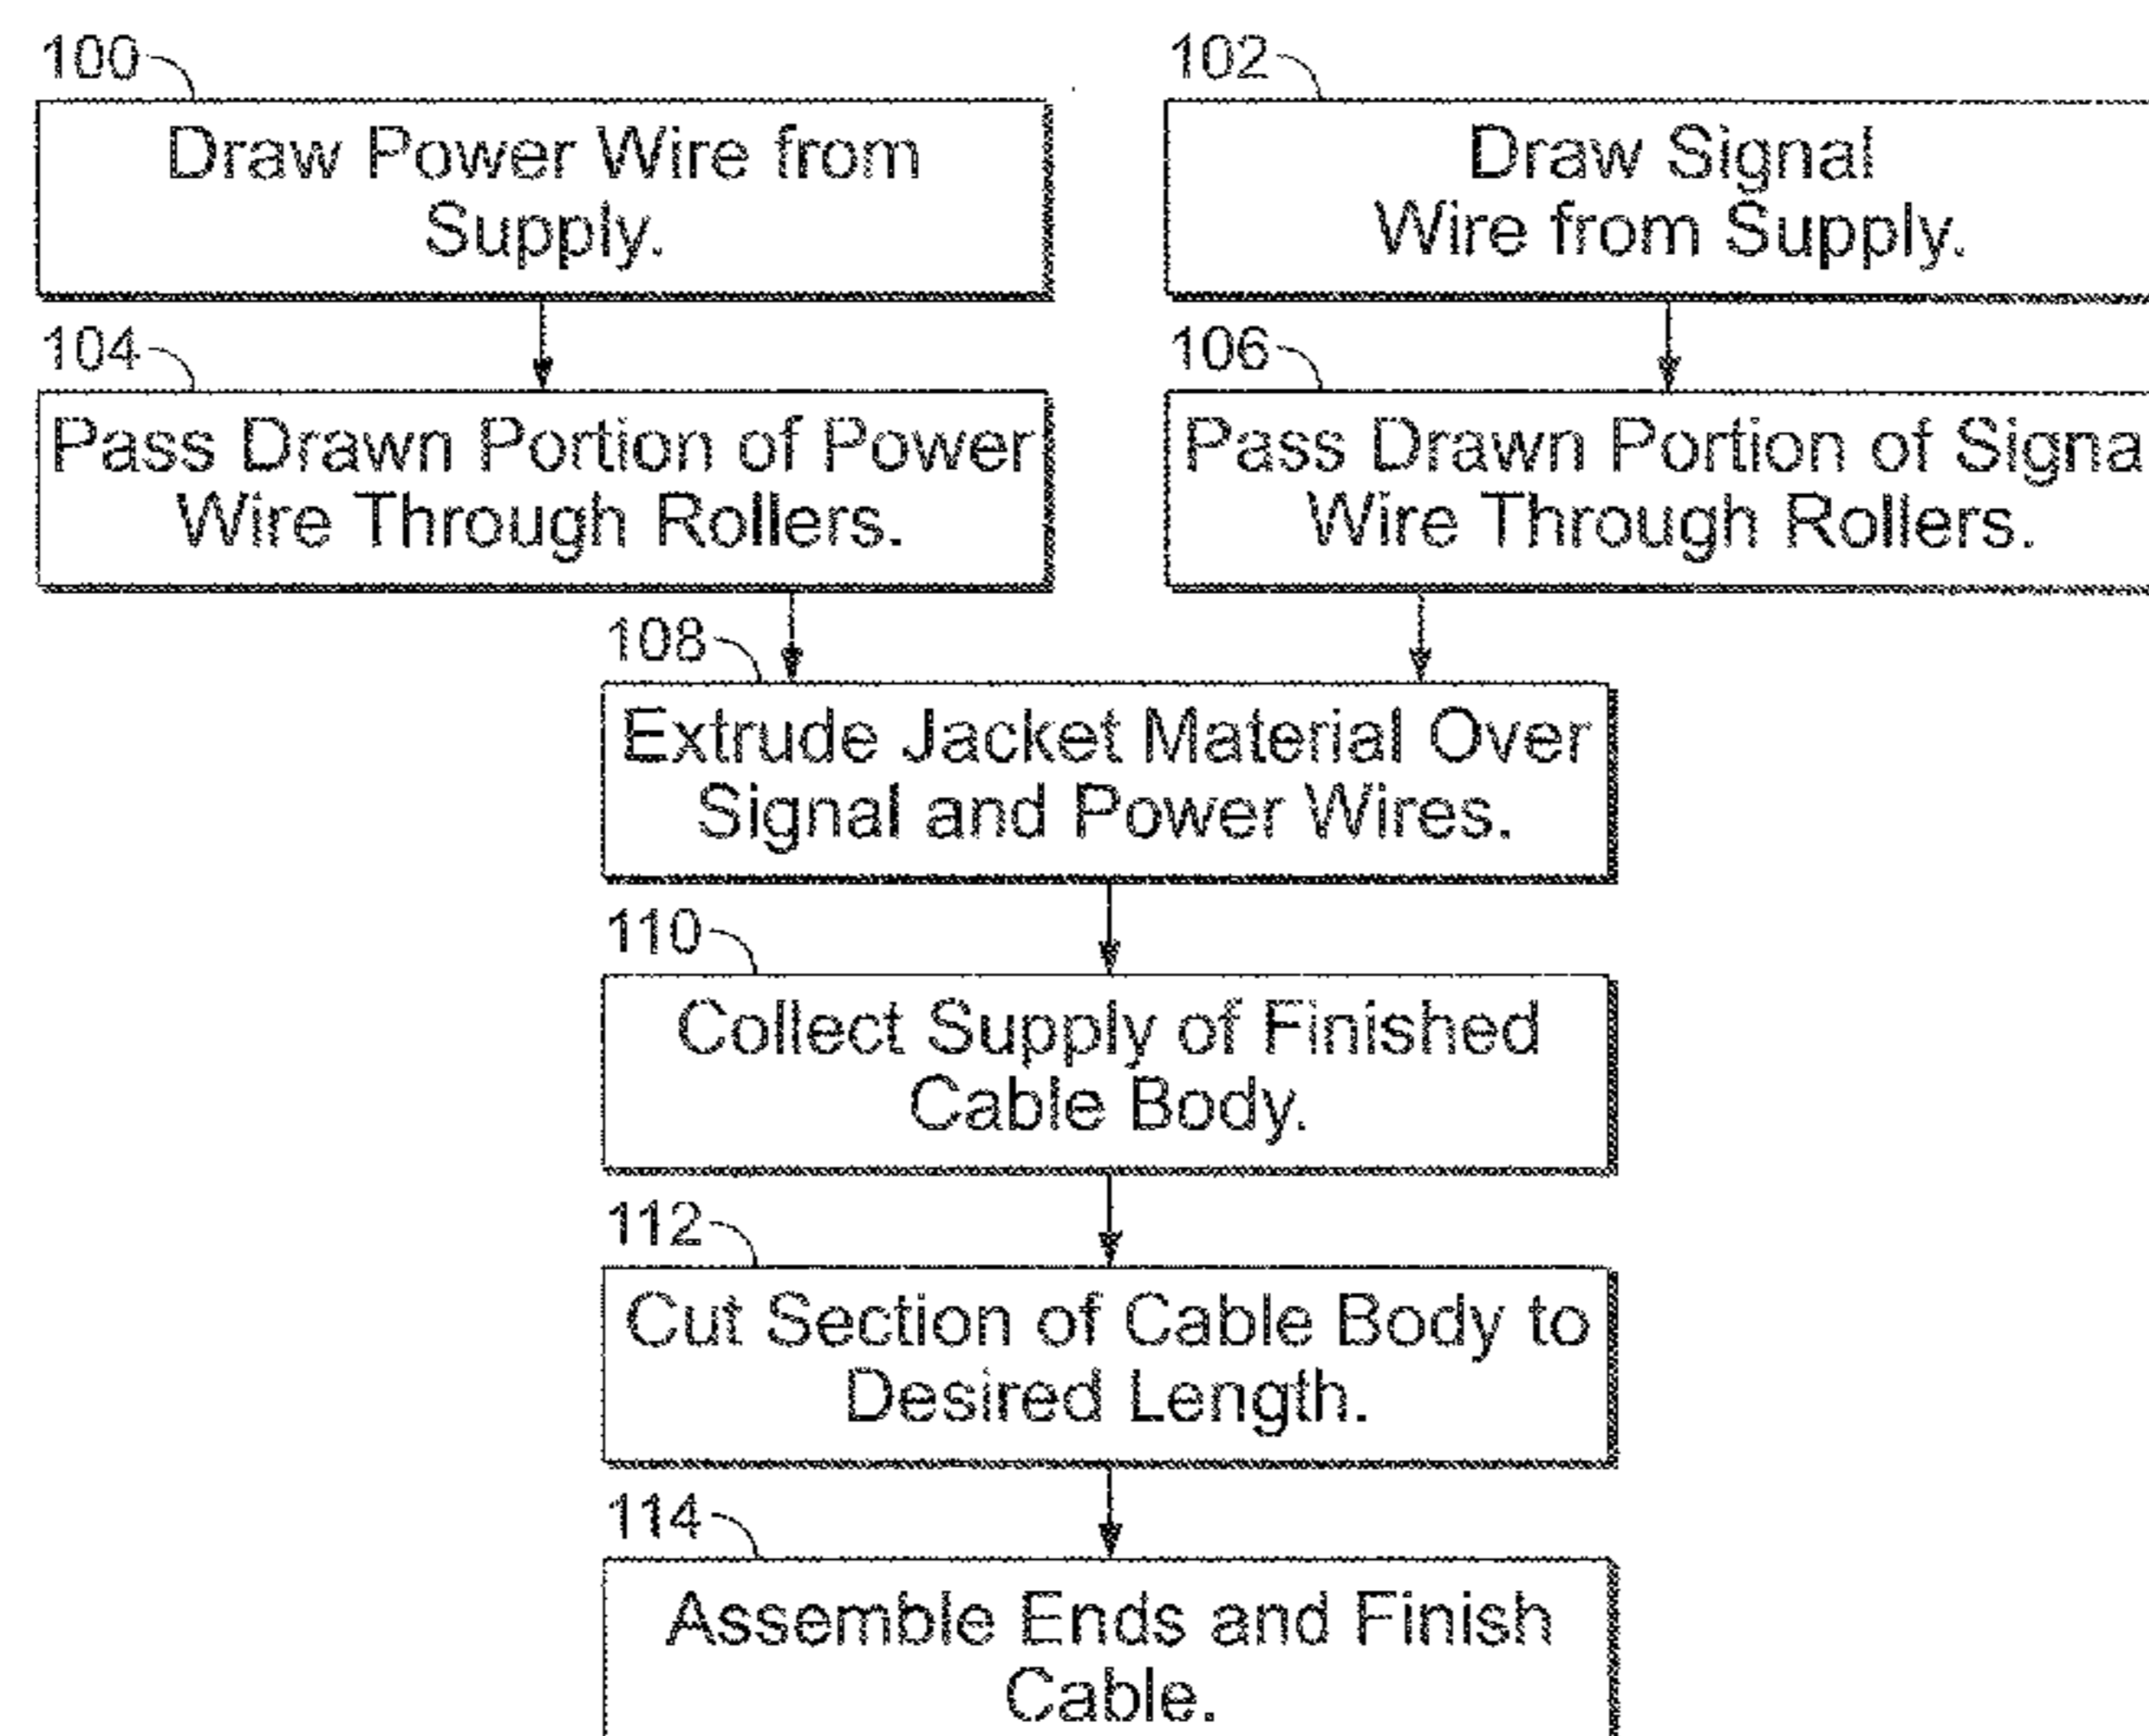 100
Draw Power Wire from
Supply.
102
Draw Signal
Wire from Supply.
104
Pass Drawn Portion of Power
Wire Through Rollers.
106
Pass Drawn Portion of Signa
Wire Through Rollers.
108
Extrude Jacket Material Over
Signal and Power Wires.
110
Collect Supply of Finished
Cable Body.
112
Cut Section of Cable Body to
Desired Length.
114
Assemble Ends and Finish
Cable.